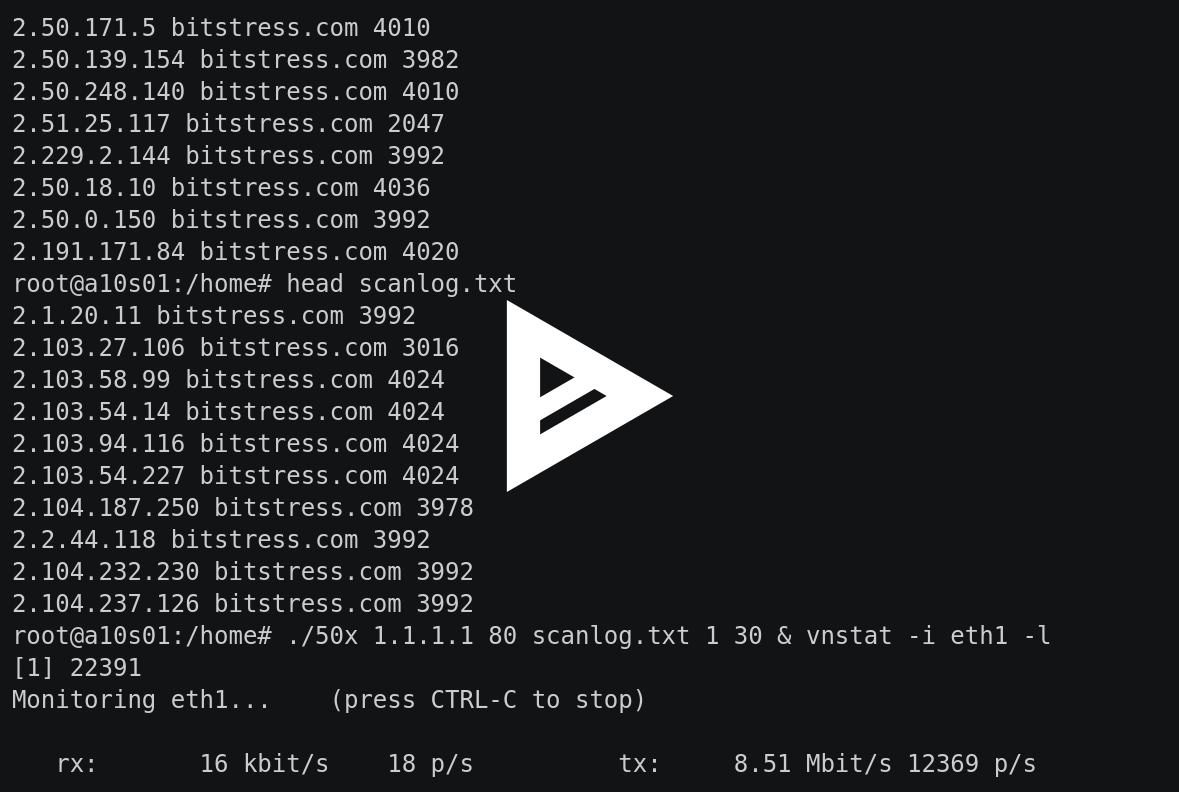 2.50.171.5 bitstress.com 4010
2.50.139.154 bitstress.com 3982
2.50.248.140 bitstress.com 4010
2.51.25.117 bitstress.com 2047
2.229.2.144 bitstress.com 3992
2.50.18.10 bitstress.com 4036
2.50.0.150 bitstress.com 3992
2.191.171.84 bitstress.com 4020
root@a10s01:/home# head scanlog.txt
2.1.20.11 bitstress.com 3992
2.103.27.106 bitstress.com 3016
2.103.58.99 bitstress.com 4024
2.103.54.14 bitstress.com 4024
2.103.94.116 bitstress.com 4024
2.103.54.227 bitstress.com 4024
2.104.187.250 bitstress.com 3978
2.2.44.118 bitstress.com 3992
2.104.232.230 bitstress.com 3992
2.104.237.126 bitstress.com 3992
root@a10s01:/home# ./50x 1.1.1.1 80 scanlog.txt 1 30 & vnstat -i eth1 -l
[1] 22391
Monitoring eth1...    (press CTRL-C to stop)
   rx:       16 kbit/s    18 p/s          tx:     8.51 Mbit/s 12369 p/s